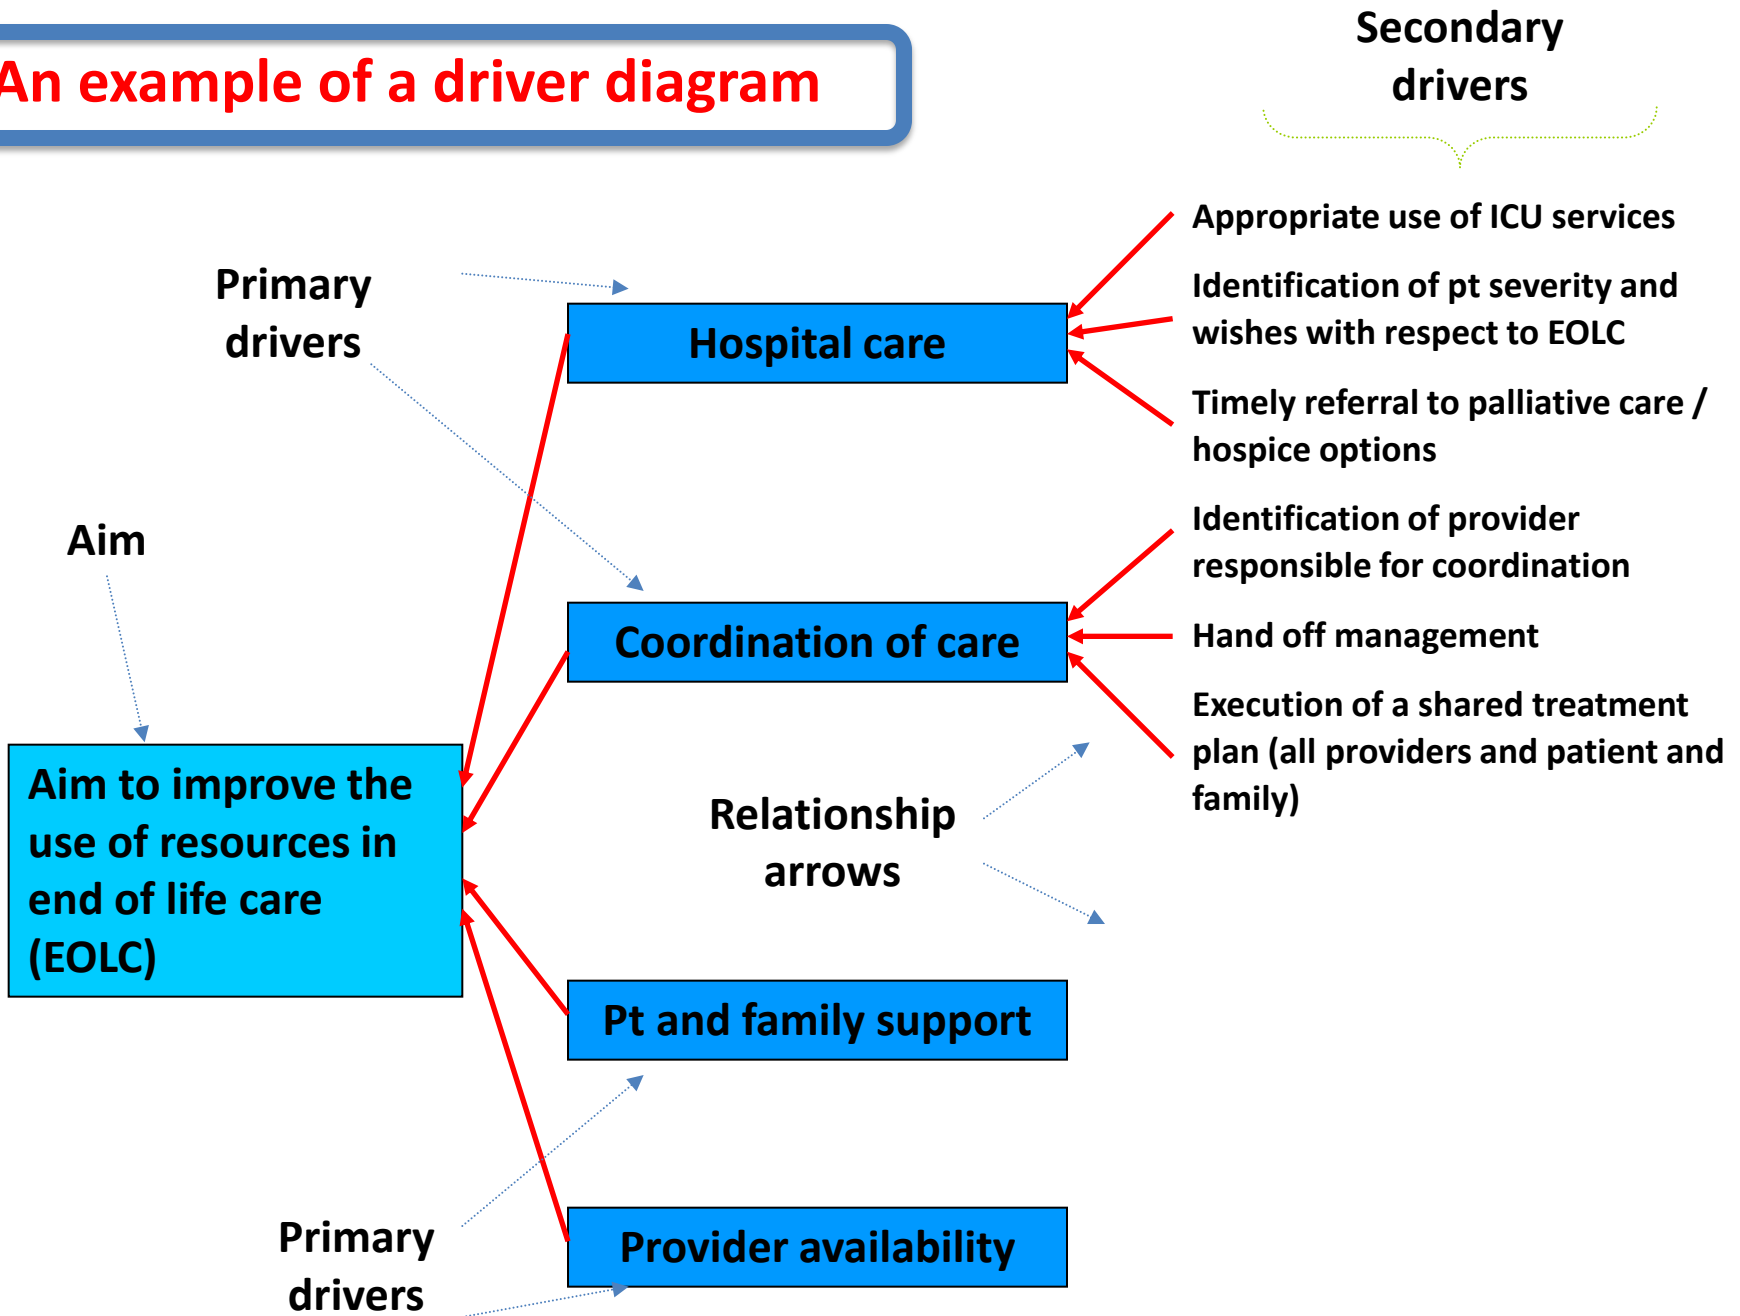 An example of a driver diagram
Secondary
drivers
Appropriate use of ICU services
Primary
drivers
Identification of pt severity and
wishes with respect to EOLC
Hospital care
Timely referral to palliative care /
hospice options
Aim
Identification of provider
responsible for coordination
Coordination of care
Hand off management
Execution of a shared treatment
plan (all providers and patient and
family)
Aim to improve the
use of resources in
end of life care
(EOLC)
Relationship
arrows
Pt and family support
Primary
drivers
Provider availability